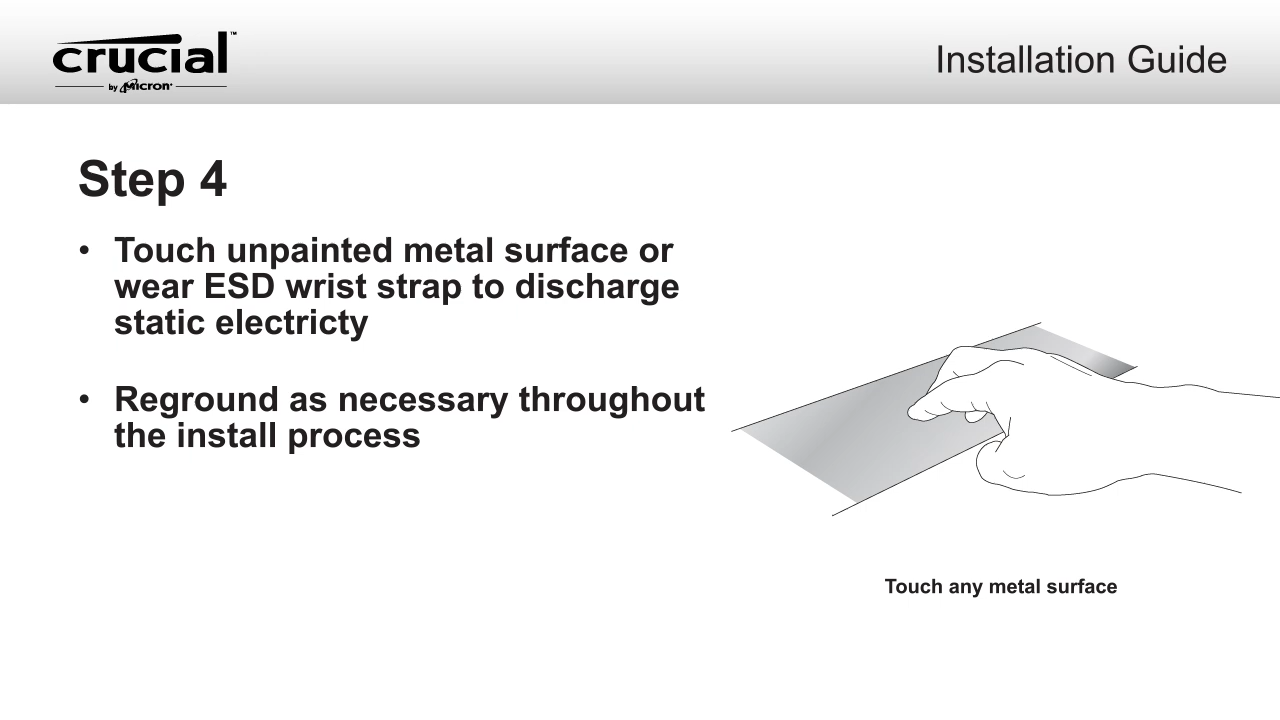 crucial™
by Micron®
Installation Guide
Step 4
• Touch unpainted metal surface or
wear ESD wrist strap to discharge
static electricty
• Reground as necessary throughout
the install process
Touch any metal surface